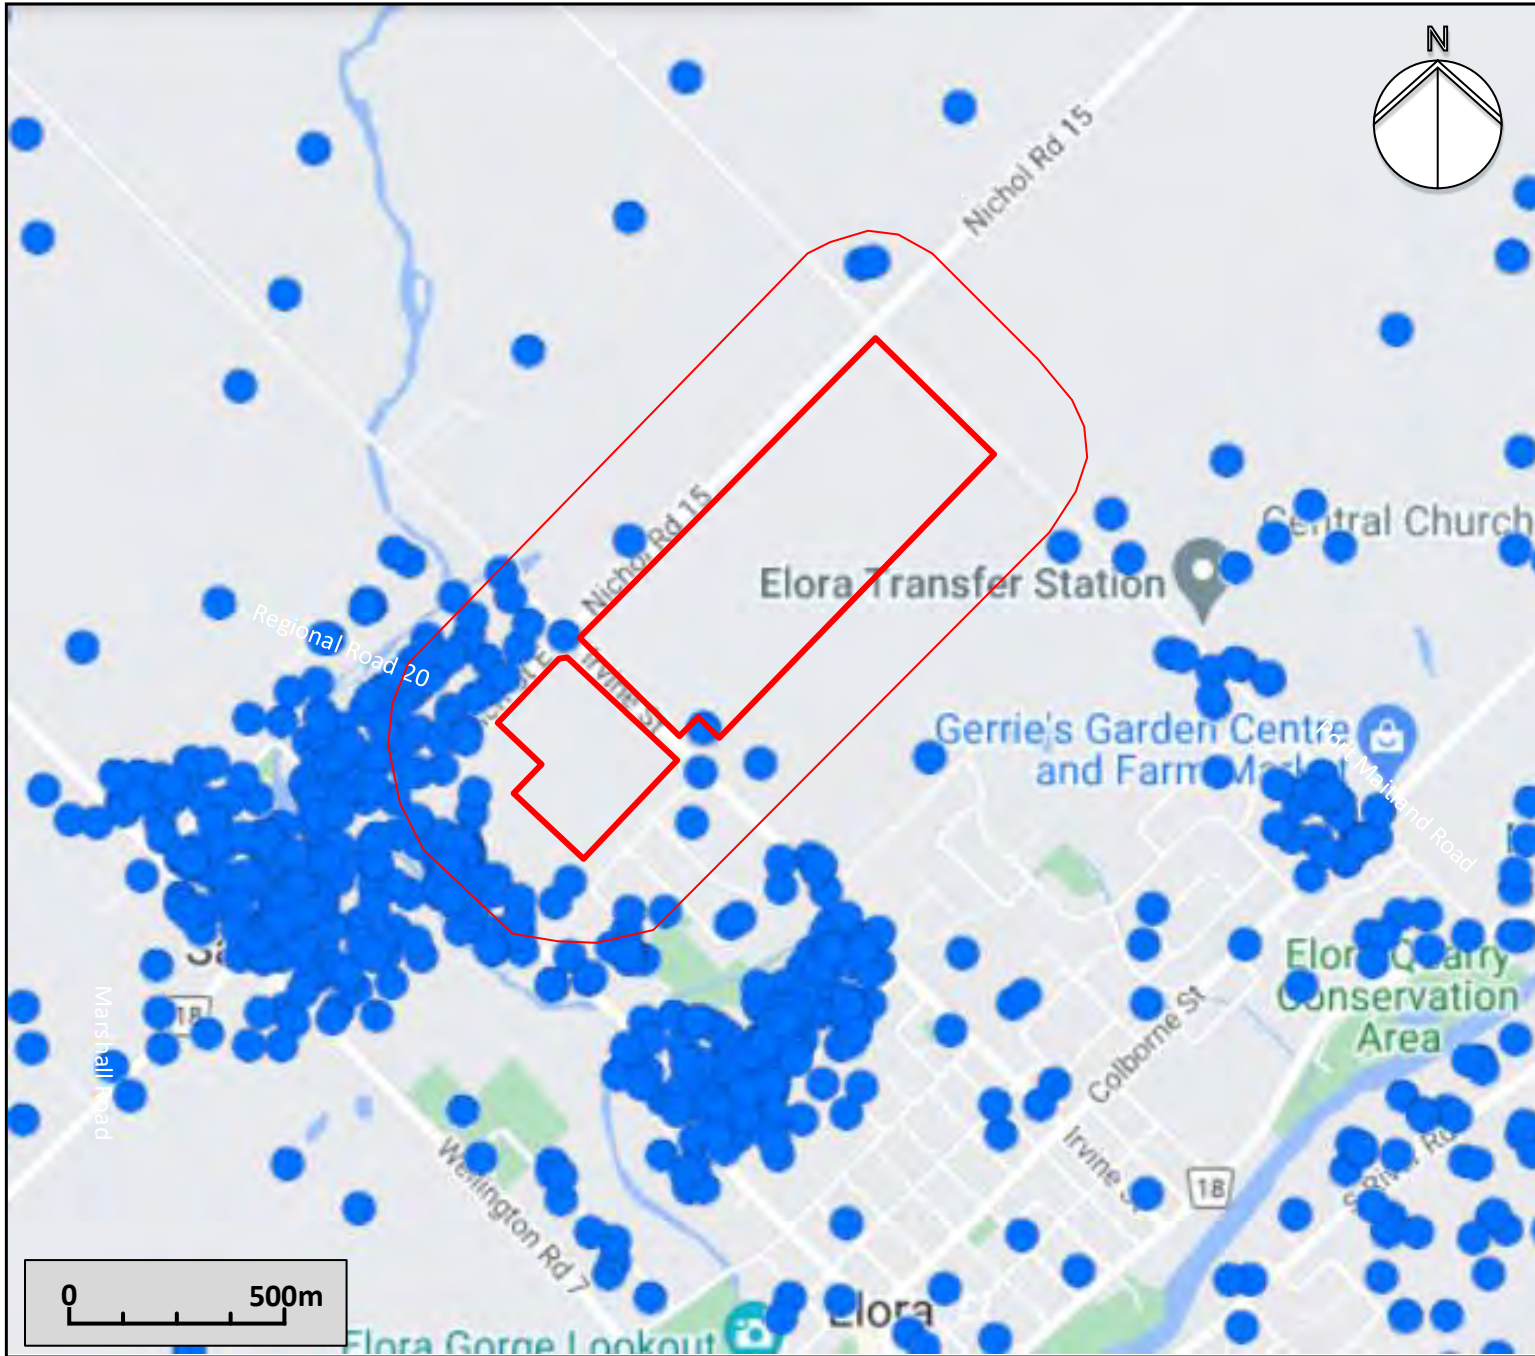 N
Nichol Rd 15
Nichol Rd 15
Central Church
Elora Transfer Station
Regional Road 20
Irvine St
Gerrie's Garden Centre
and Farm Market
Fort Maitland Road
Elora Quarry
Conservation
Area
18
Marshall Road
Colborne St
Irvine St
18
S River Rd
Wellington Rd 7
0 500m
Elora
Elora Gorge Lookout